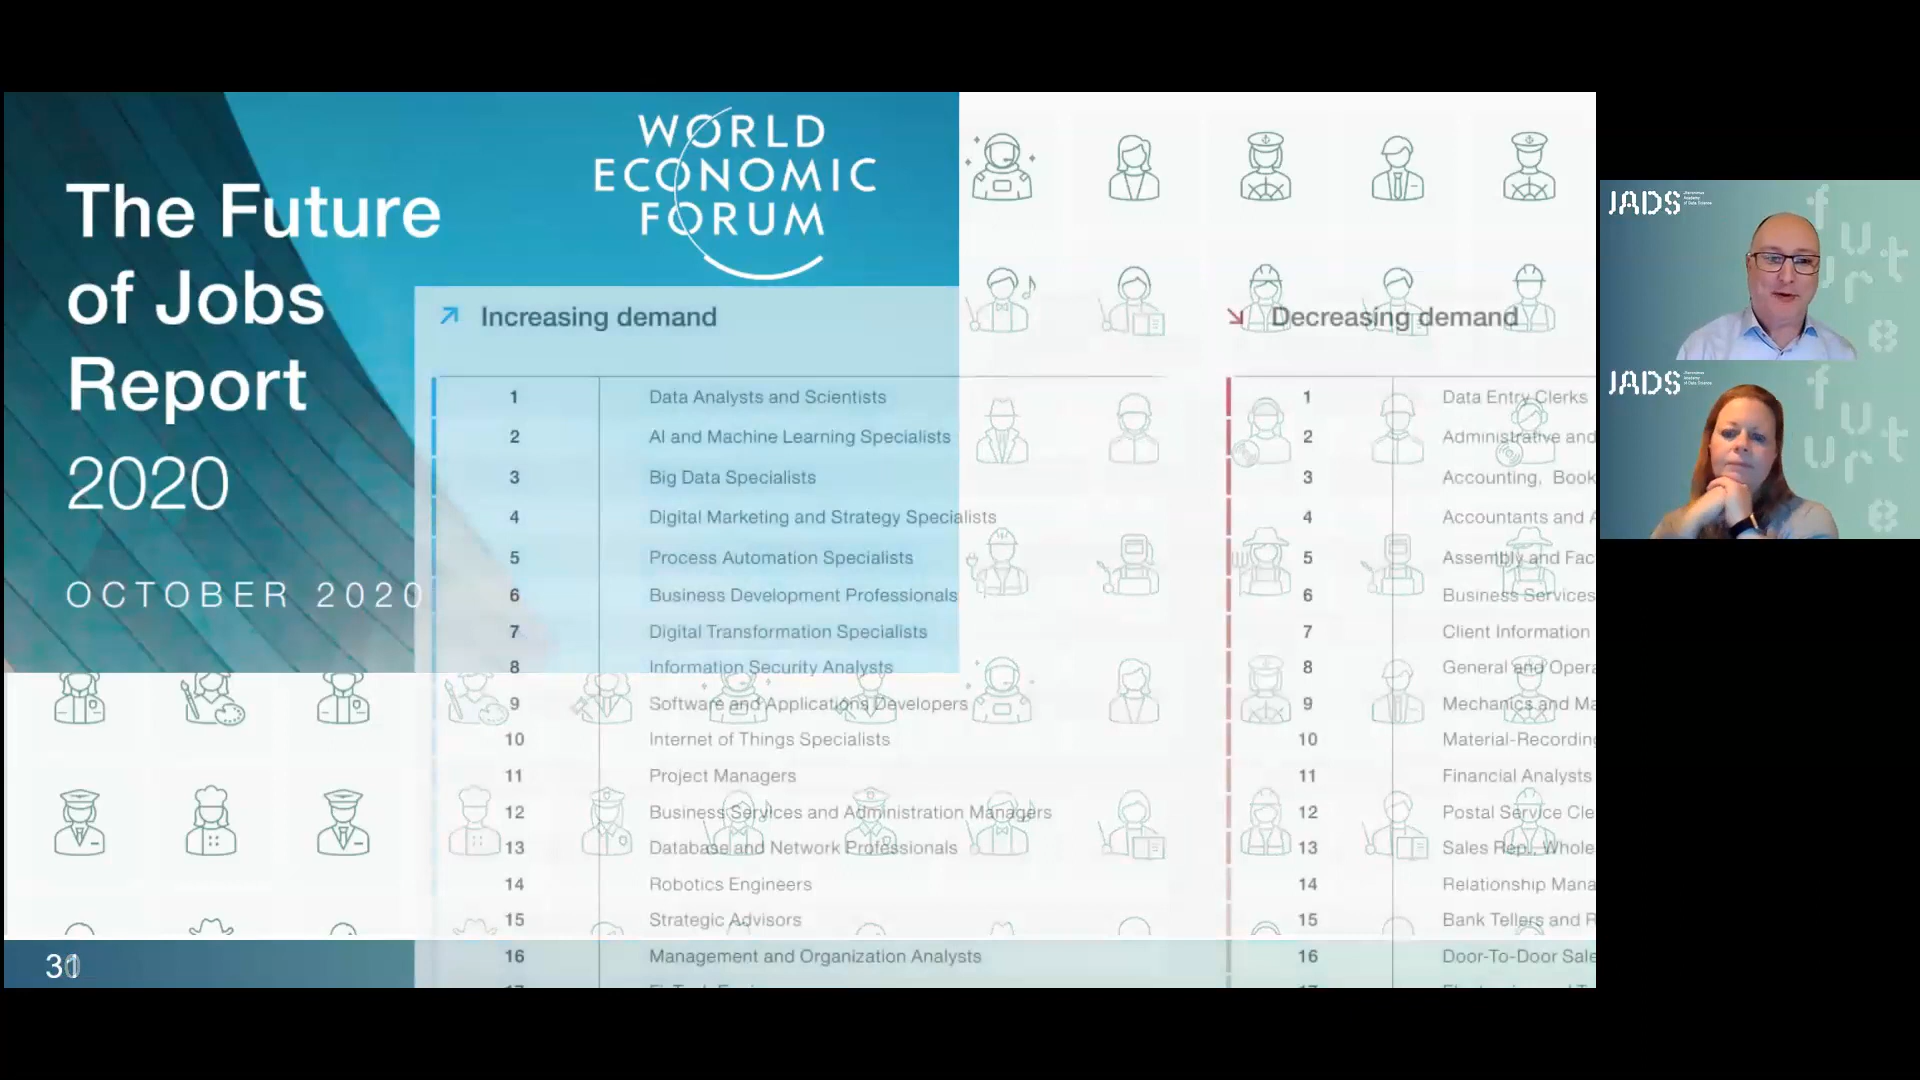 The Future
of Jobs
Report
2020
OCTOBER 2020
WORLD
ECONOMIC
FORUM
Increasing demand
1 Data Analysts and Scientists
2 AI and Machine Learning Specialists
3 Big Data Specialists
4 Digital Marketing and Strategy Specialists
5 Process Automation Specialists
6 Business Development Professionals
7 Digital Transformation Specialists
8 Information Security Analysts
9 Software and Applications Developers
10 Internet of Things Specialists
11 Project Managers
12 Business Services and Administration Managers
13 Database and Network Professionals
14 Robotics Engineers
15 Strategic Advisors
16 Management and Organization Analysts
Decreasing demand
1 Data Entry Clerks
2 Administrative and
3 Accounting, Book
4 Accountants and A
5 Assembly and Fac
6 Business Services
7 Client Information
8 General and Opera
9 Mechanics and Ma
10 Material-Recording
11 Financial Analysts
12 Postal Service Cle
13 Sales Rep., Whole
14 Relationship Mana
15 Bank Tellers and R
16 Door-To-Door Sale
JADS
future
JADS
future